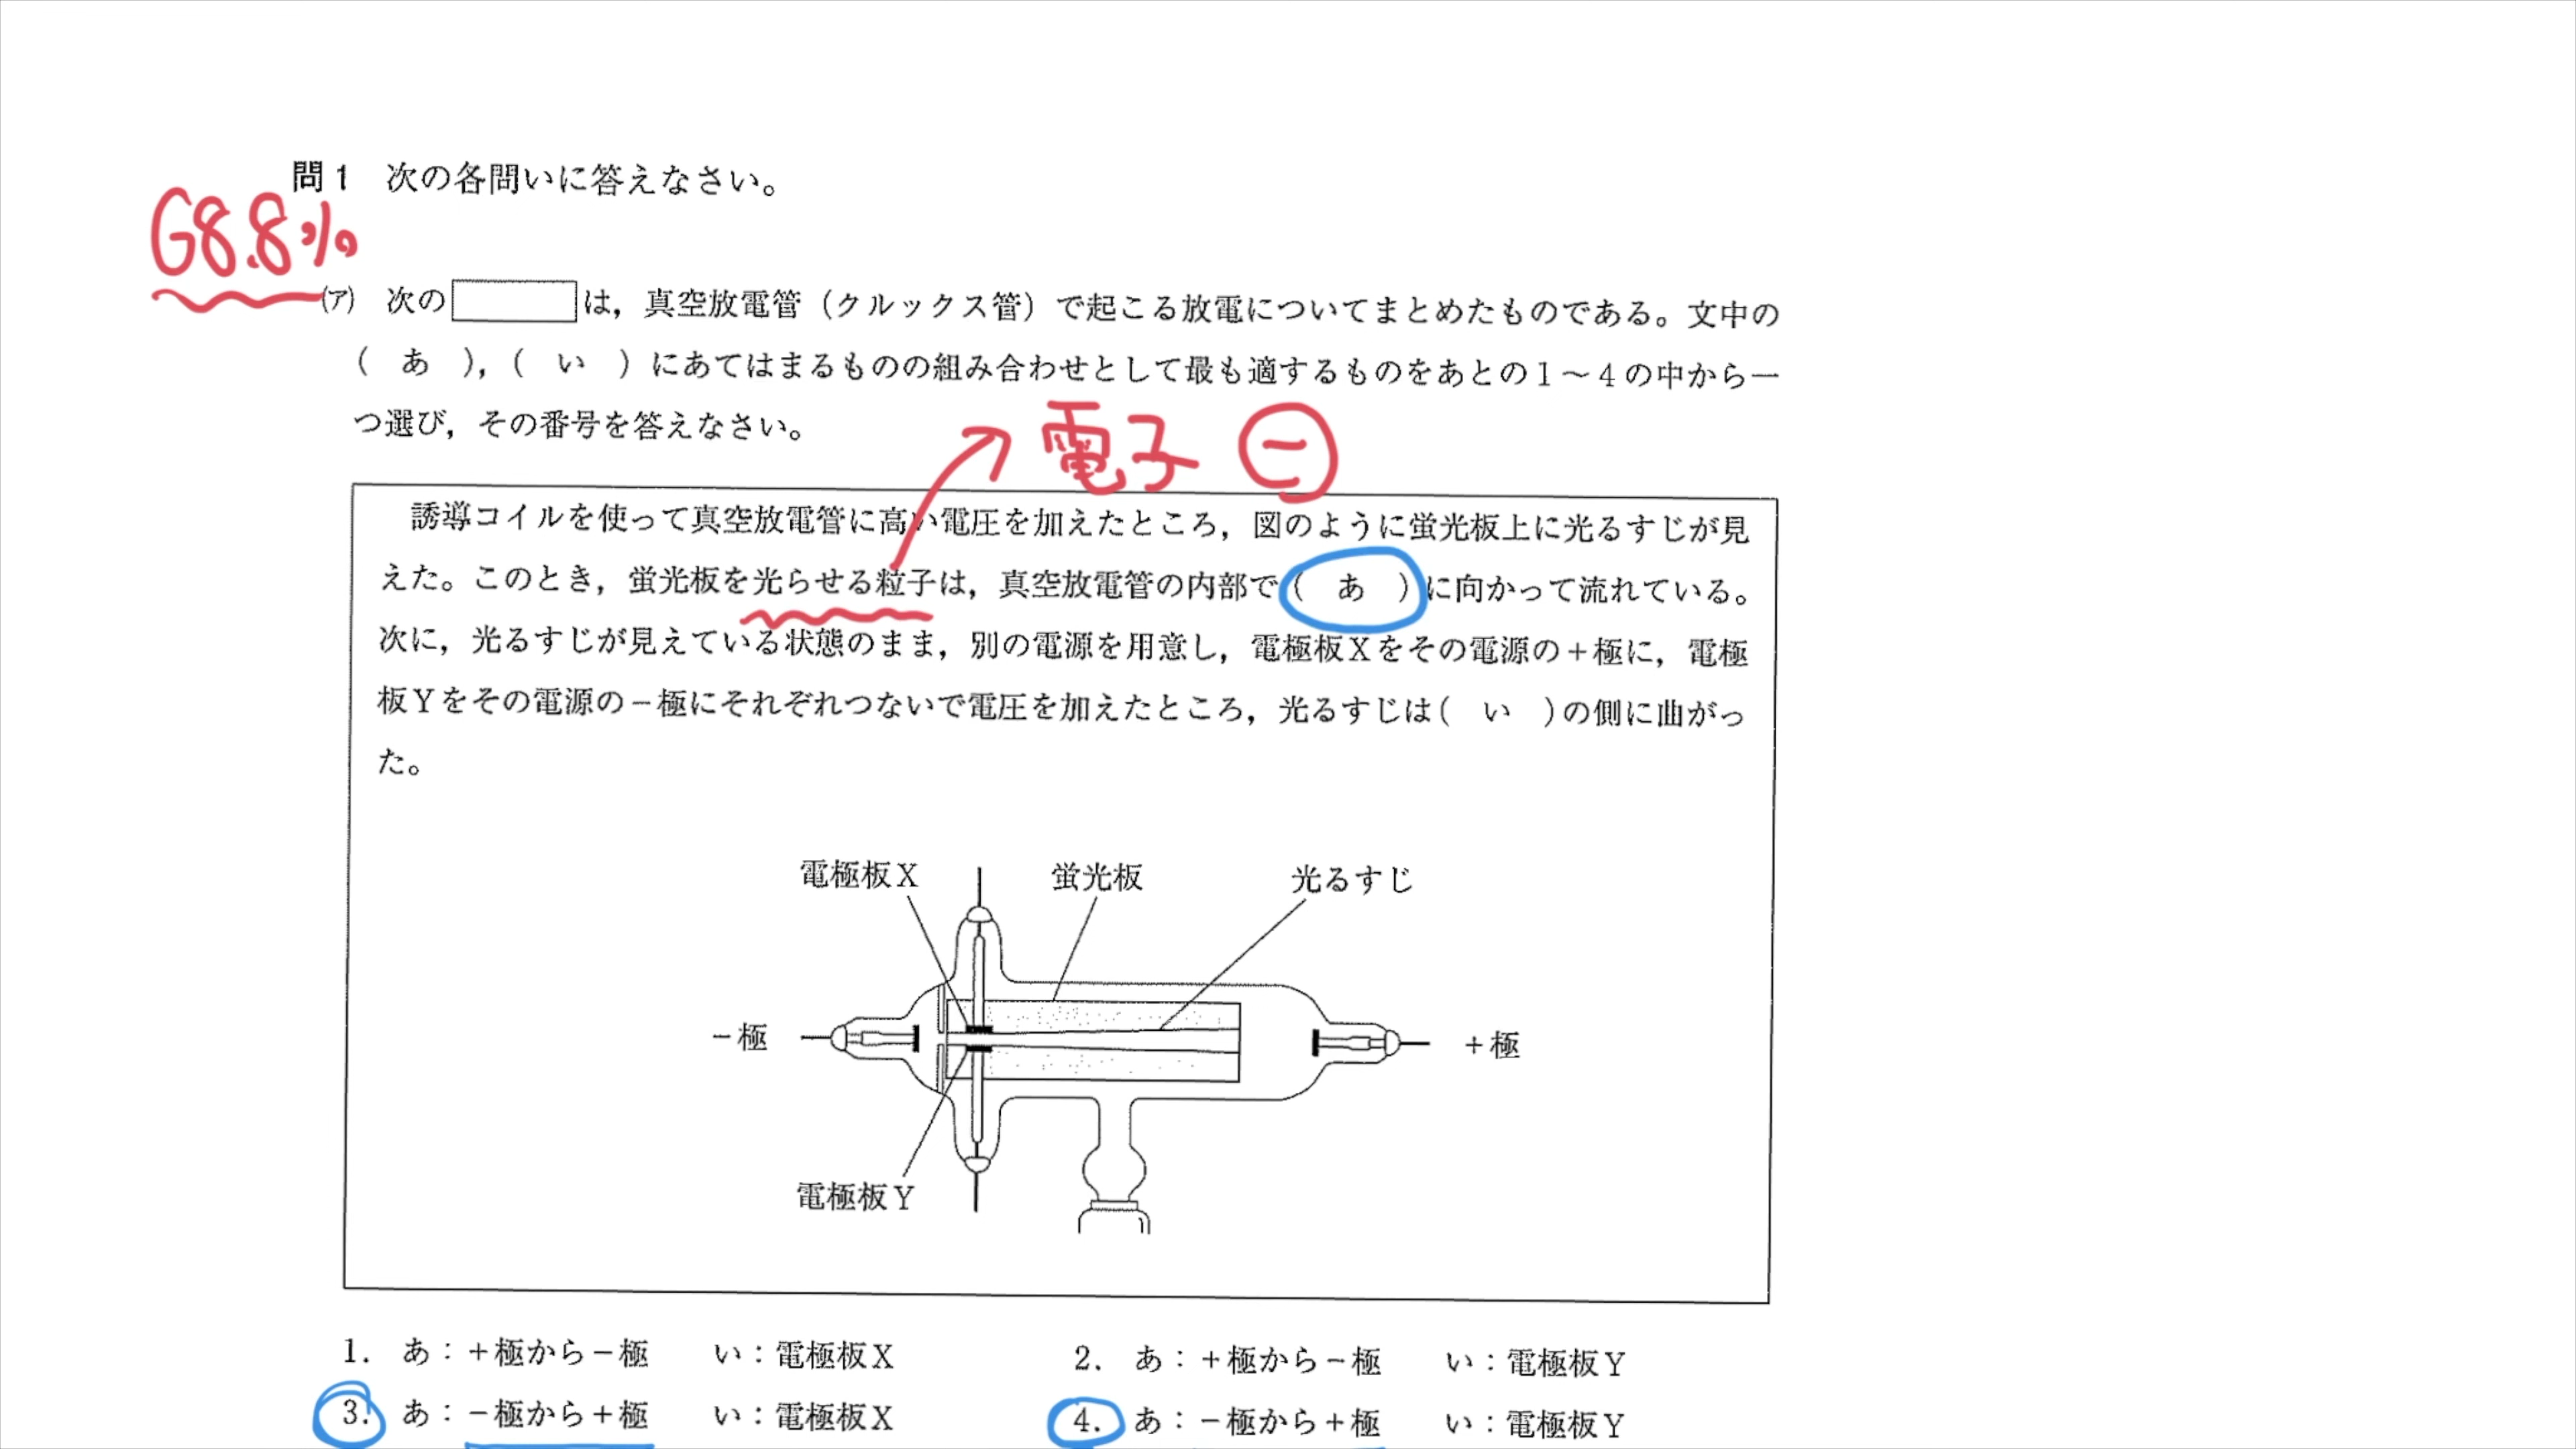 問1 次の各問いに答えなさい。
68.8%
(ア) 次の は，真空放電管（クルックス管）で起こる放電についてまとめたものである。文中の
（ あ ），（ い ）にあてはまるものの組み合わせとして最も適するものをあとの1～4の中から一
つ選び，その番号を答えなさい。
電子 ⊖
誘導コイルを使って真空放電管に高い電圧を加えたところ，図のように蛍光板上に光るすじが見
えた。このとき，蛍光板を光らせる粒子は，真空放電管の内部で（ あ ）に向かって流れている。
次に，光るすじが見えている状態のまま，別の電源を用意し，電極板Xをその電源の＋極に，電極
板Yをその電源の－極にそれぞれつないで電圧を加えたところ，光るすじは（ い ）の側に曲がっ
た。
電極板X 蛍光板 光るすじ
－極 ＋極
電極板Y
1. あ：＋極から－極 い：電極板X 2. あ：＋極から－極 い：電極板Y
3. あ：－極から＋極 い：電極板X 4. あ：－極から＋極 い：電極板Y